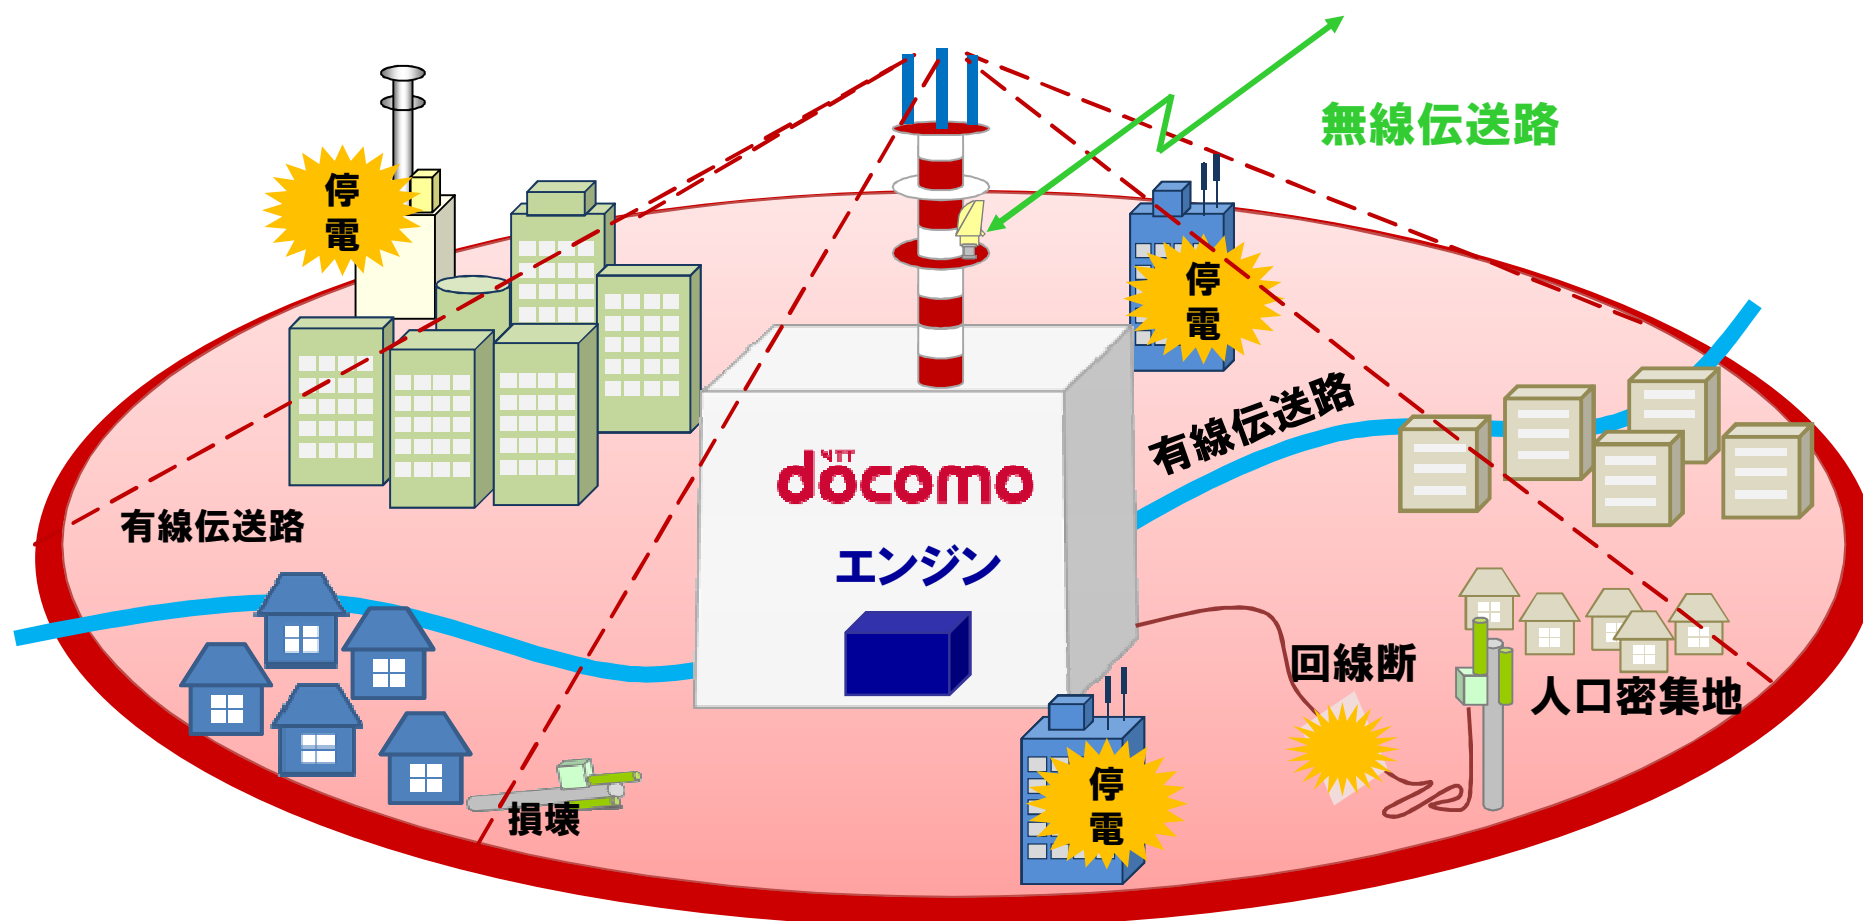 無線伝送路
停
電
停
電
有線伝送路
NTT
docomo
有線伝送路
エンジン
回線断
人口密集地
停
電
損壊